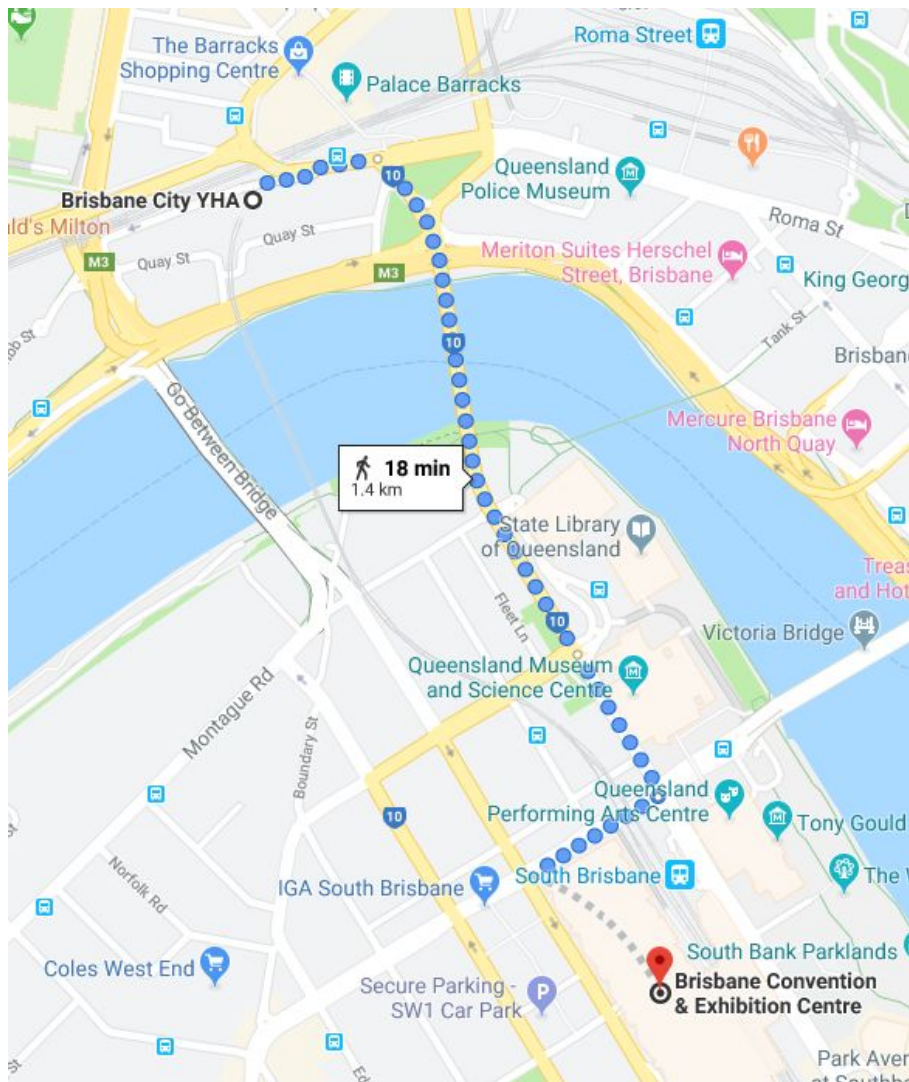 Roma Street
The Barracks
Shopping Centre
Palace Barracks
Queensland
Police Museum
10
Brisbane City YHA
ald's Milton
Roma St
Quay St
Meriton Suites Herschel
Street, Brisbane
M3
Quay St
M3
King Georg
Tank St
10
Brisban
Go Between Bridge
Mercure Brisbane
North Quay
18 min
1.4 km
State Library
of Queensland
Treas
and Hot
Fleet Ln
10
Victoria Bridge
Queensland Museum
and Science Centre
Montague Rd
Boundary St
Queensland
Performing Arts Centre
10
Tony Gould
Norfolk Rd
IGA South Brisbane
South Brisbane
The W
Coles West End
South Bank Parklands
Secure Parking -
SW1 Car Park
P
Brisbane Convention
& Exhibition Centre
Park Aven